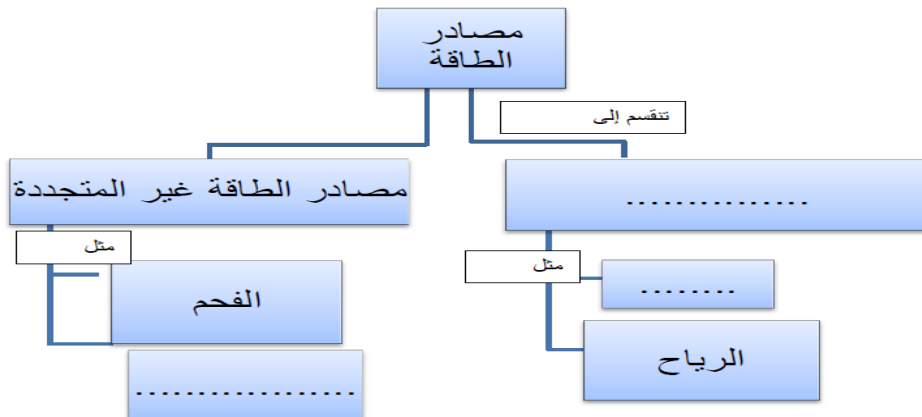 مصادر
الطاقة
تنقسم إلى
...............
مصادر الطاقة غير المتجددة
مثل
........
الرياح
مثل
الفحم
..................